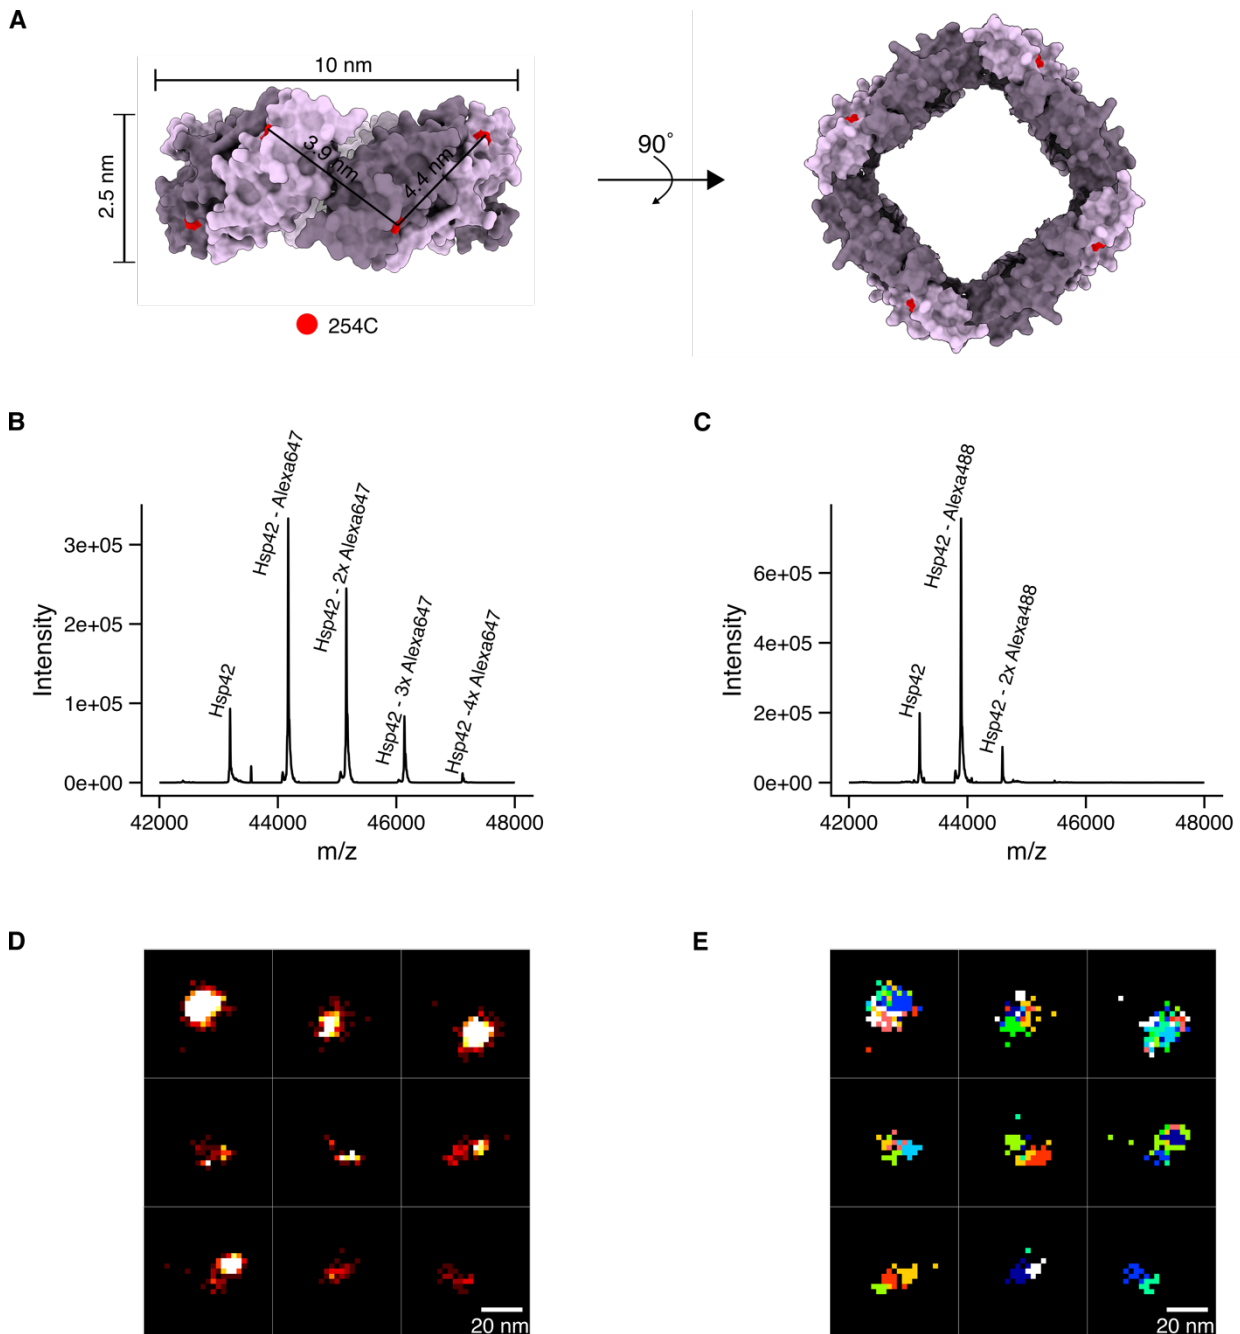 A
10 nm
2.5 nm
3.9 nm
4.4 nm
90°
254C
B
C
Hsp42
Hsp42 - Alexa647
Hsp42 - 2x Alexa647
Hsp42 - 3x Alexa647
Hsp42 -4x Alexa647
Intensity
3e+05
2e+05
1e+05
0e+00
42000 44000 46000 48000
m/z
Hsp42
Hsp42 - Alexa488
Hsp42 - 2x Alexa488
Intensity
6e+05
4e+05
2e+05
0e+00
42000 44000 46000 48000
m/z
D
20 nm
E
20 nm